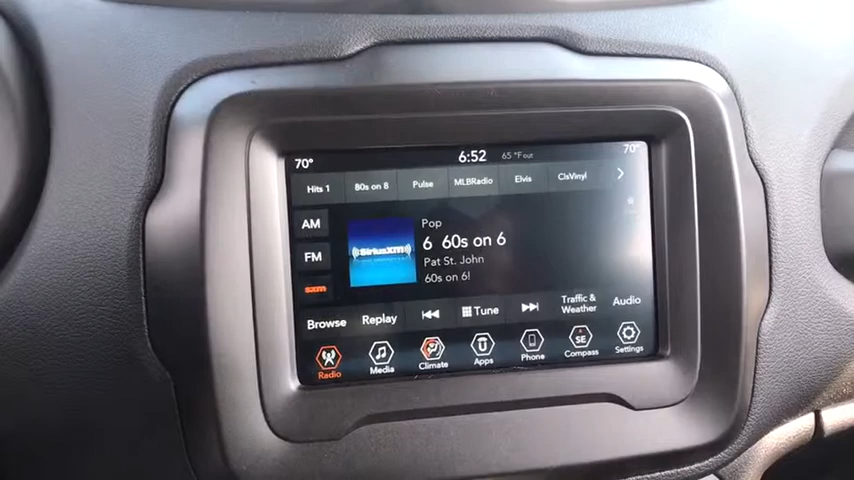 70° 6:52 65 °F out 70°
Hits 1 80s on 8 Pulse MLBRadio Elvis ClsVinyl
AM
FM
sxm
SiriusXM
Pop
6 60s on 6
Pat St. John
60s on 6!
Browse Replay Tune Traffic & Weather Audio
Radio Media Climate Apps Phone SE Compass Settings